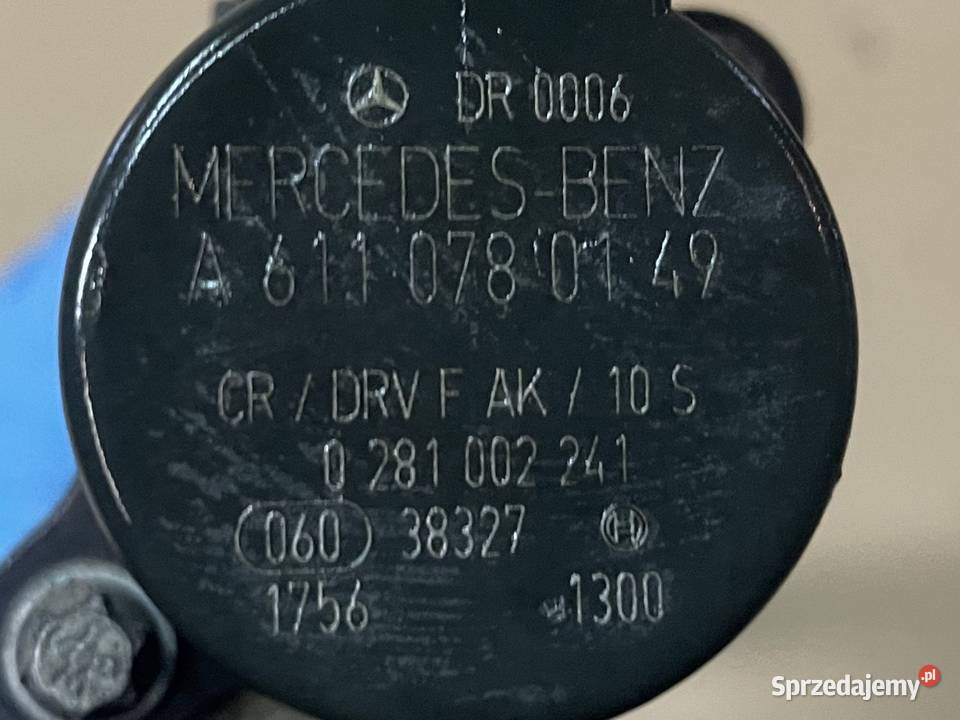 DR 0006
MERCEDES-BENZ
A 611 078 01 49
CR / DRV F AK / 10 S
0 281 002 241
060 38327
1756 1300
Sprzedajemy.pl